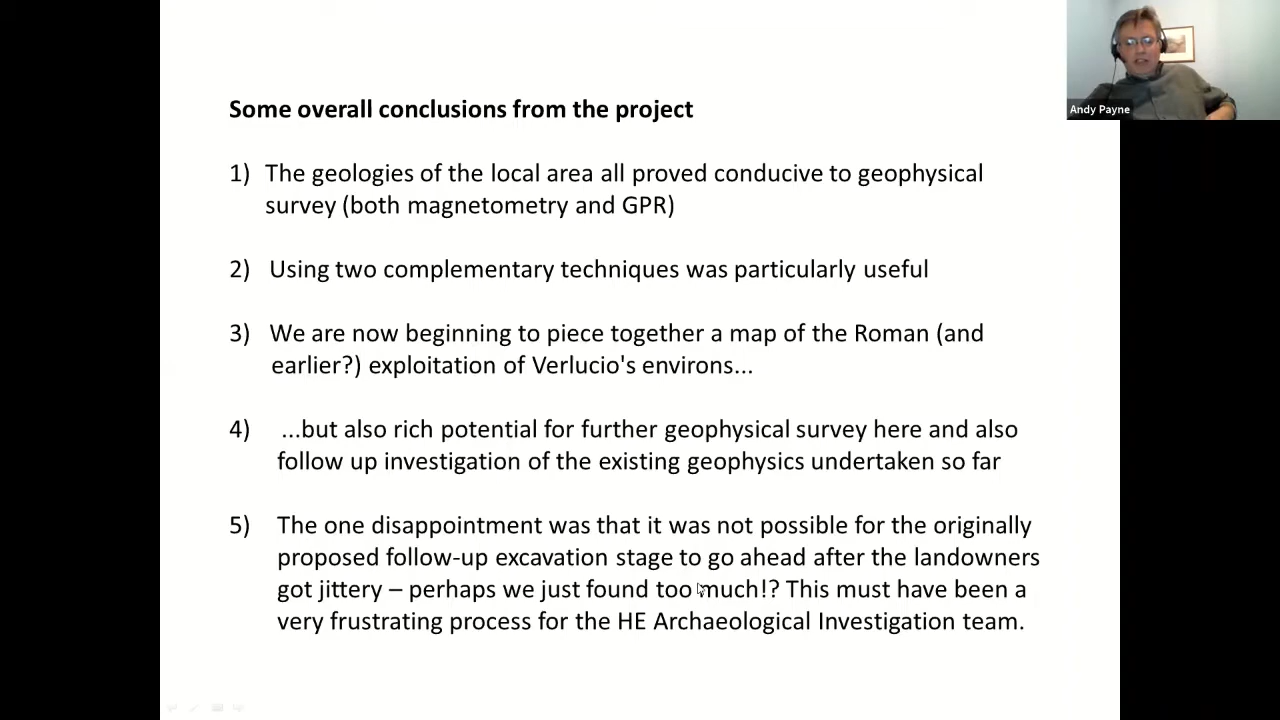 Andy Payne
Some overall conclusions from the project
1) The geologies of the local area all proved conducive to geophysical
survey (both magnetometry and GPR)
2) Using two complementary techniques was particularly useful
3) We are now beginning to piece together a map of the Roman (and
earlier?) exploitation of Verlucio's environs...
4) ...but also rich potential for further geophysical survey here and also
follow up investigation of the existing geophysics undertaken so far
5) The one disappointment was that it was not possible for the originally
proposed follow-up excavation stage to go ahead after the landowners
got jittery – perhaps we just found too much!? This must have been a
very frustrating process for the HE Archaeological Investigation team.